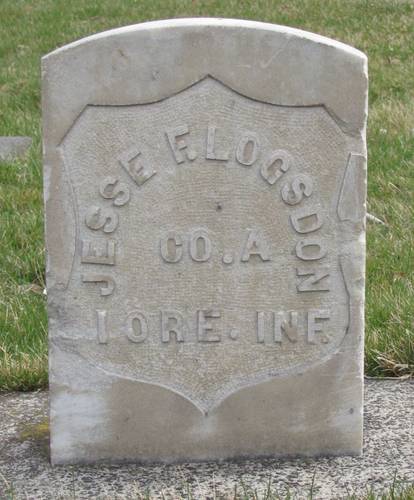 JESSE F. LOGSDON
CO. A
1 ORE. INF.